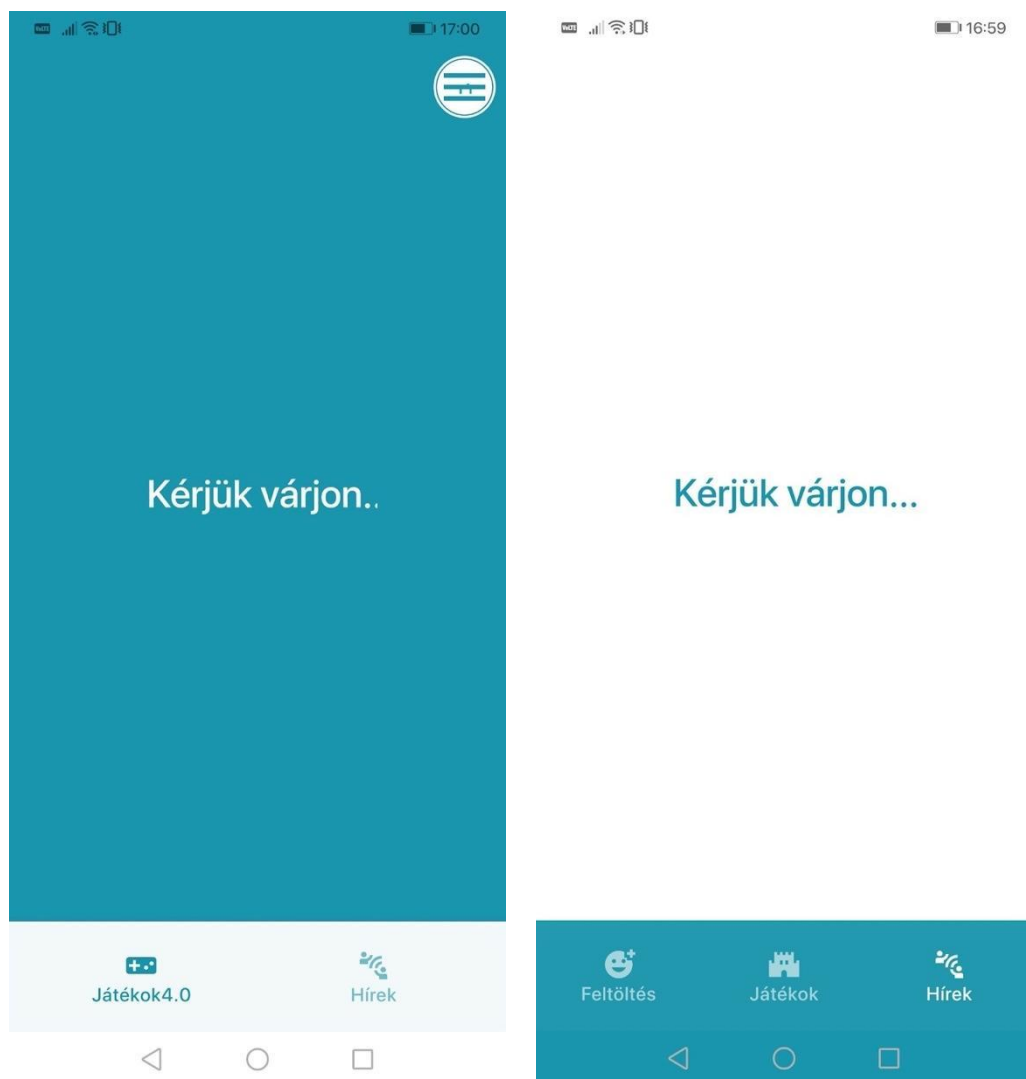 17:00
Kérjük várjon..
Játékok4.0
Hírek
16:59
Kérjük várjon...
Feltöltés
Játékok
Hírek